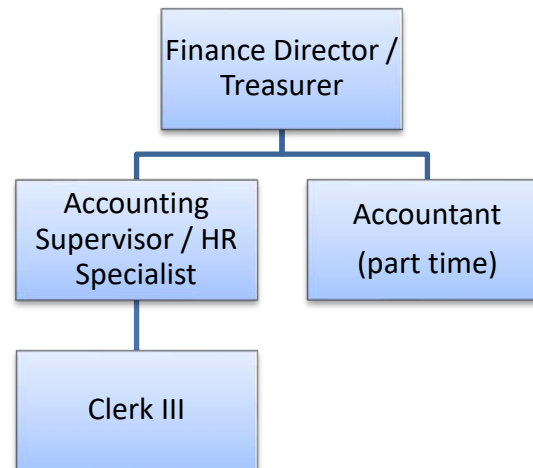 Finance Director /
Treasurer
Accounting
Supervisor / HR
Specialist
Accountant
(part time)
Clerk III